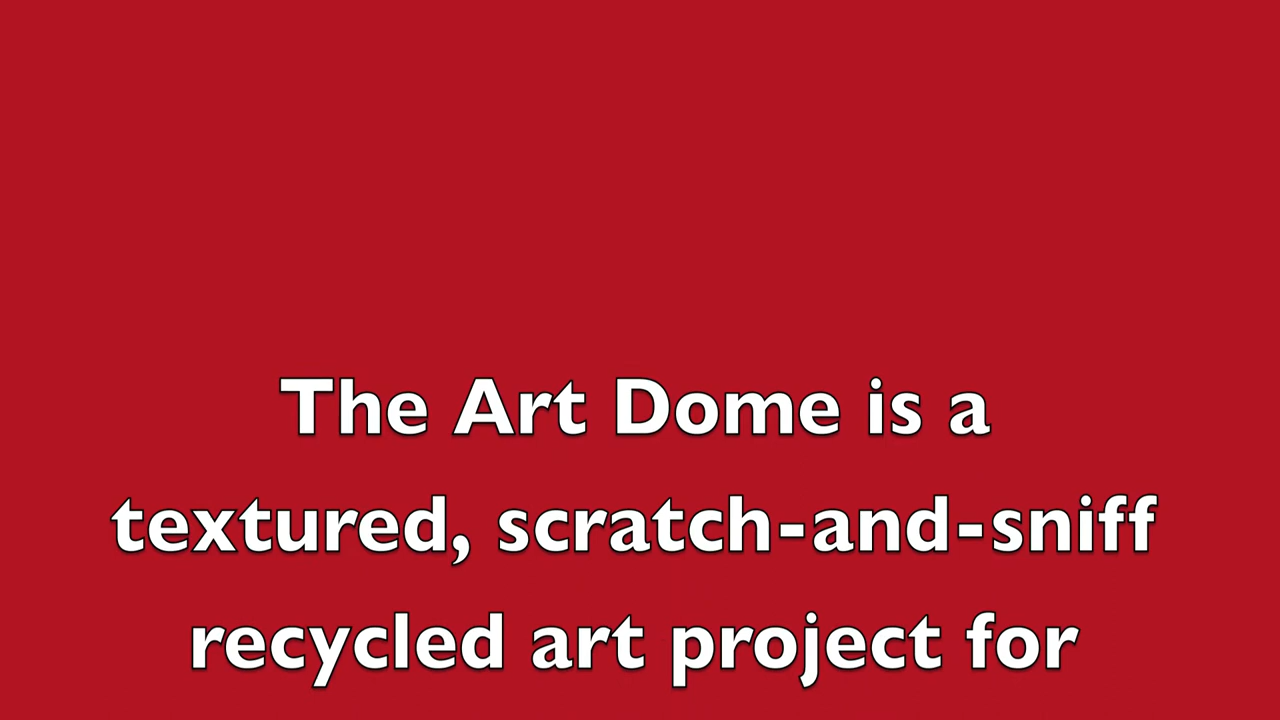 The Art Dome is a
textured, scratch-and-sniff
recycled art project for